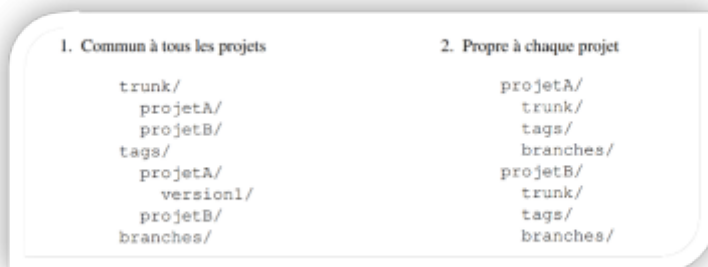 1. Commun à tous les projets
trunk/
projetA/
projetB/
tags/
projetA/
version1/
projetB/
branches/
2. Propre à chaque projet
projetA/
trunk/
tags/
branches/
projetB/
trunk/
tags/
branches/